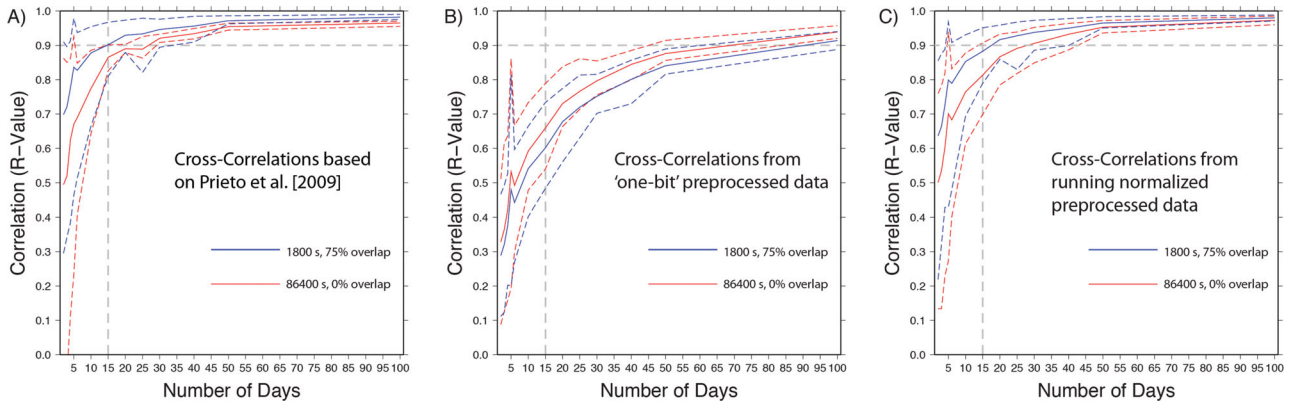 A)
Correlation (R-Value)
1.0
0.9
0.8
0.7
0.6
0.5
0.4
0.3
0.2
0.1
0.0
Cross-Correlations based
on Prieto et al. [2009]
1800 s, 75% overlap
86400 s, 0% overlap
5 10 15 20 25 30 35 40 45 50 55 60 65 70 75 80 85 90 95 100
Number of Days
B)
Correlation (R-Value)
1.0
0.9
0.8
0.7
0.6
0.5
0.4
0.3
0.2
0.1
0.0
Cross-Correlations from
‘one-bit’ preprocessed data
1800 s, 75% overlap
86400 s, 0% overlap
5 10 15 20 25 30 35 40 45 50 55 60 65 70 75 80 85 90 95 100
Number of Days
C)
Correlation (R-Value)
1.0
0.9
0.8
0.7
0.6
0.5
0.4
0.3
0.2
0.1
0.0
Cross-Correlations from
running normalized
preprocessed data
1800 s, 75% overlap
86400 s, 0% overlap
5 10 15 20 25 30 35 40 45 50 55 60 65 70 75 80 85 90 95 100
Number of Days